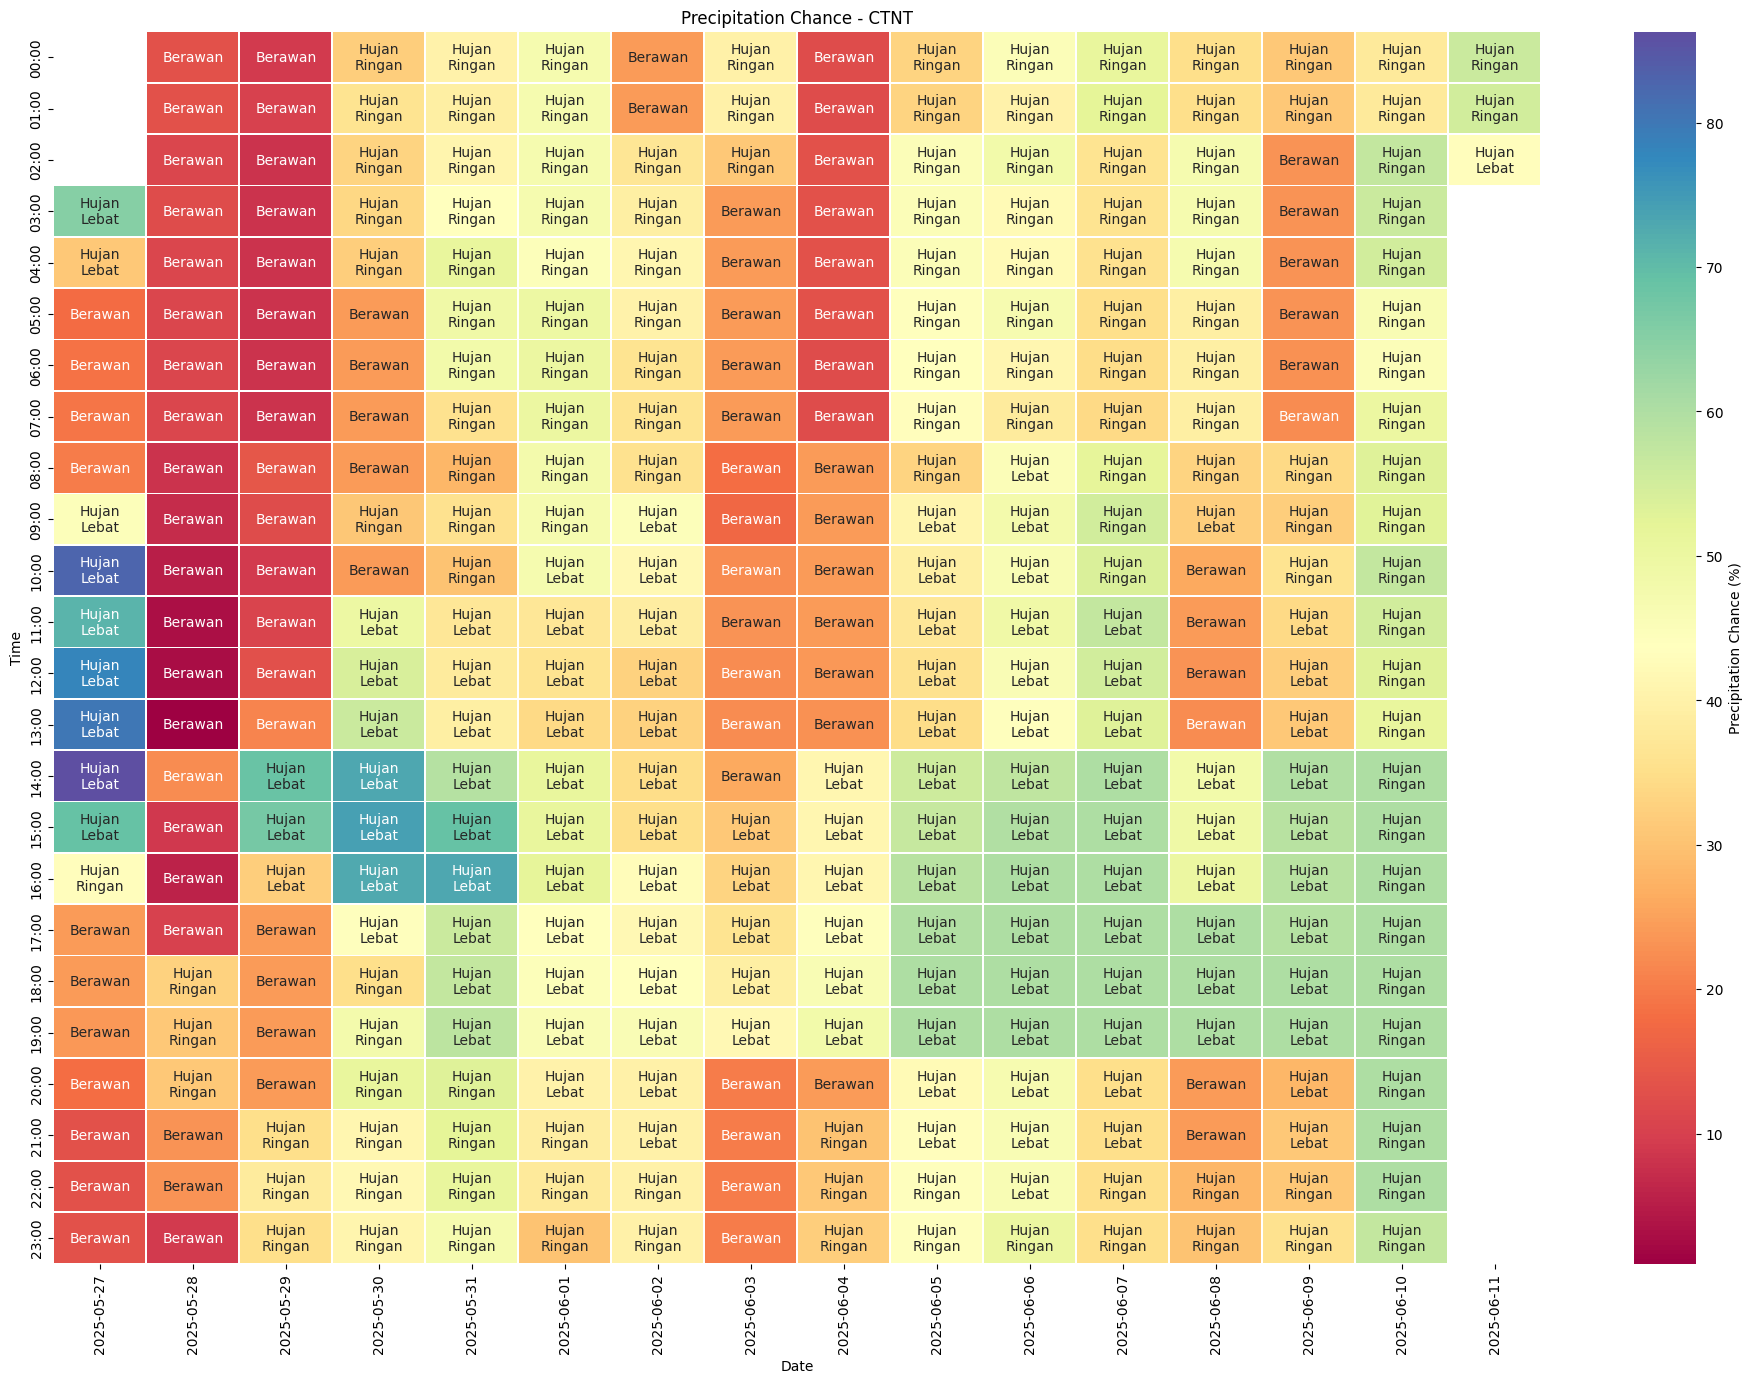 Precipitation Chance - CTNT
00:00 Berawan Berawan Hujan Ringan Hujan Ringan Hujan Ringan Berawan Hujan Ringan Berawan Hujan Ringan Hujan Ringan Hujan Ringan Hujan Ringan Hujan Ringan Hujan Ringan Hujan Ringan
01:00 Berawan Berawan Hujan Ringan Hujan Ringan Hujan Ringan Berawan Hujan Ringan Berawan Hujan Ringan Hujan Ringan Hujan Ringan Hujan Ringan Hujan Ringan Hujan Ringan Hujan Ringan
02:00 Berawan Berawan Hujan Ringan Hujan Ringan Hujan Ringan Hujan Ringan Hujan Ringan Berawan Hujan Ringan Hujan Ringan Hujan Ringan Hujan Ringan Berawan Hujan Ringan Hujan Lebat
03:00 Hujan Lebat Berawan Berawan Hujan Ringan Hujan Ringan Hujan Ringan Hujan Ringan Berawan Berawan Hujan Ringan Hujan Ringan Hujan Ringan Hujan Ringan Berawan Hujan Ringan
04:00 Hujan Lebat Berawan Berawan Hujan Ringan Hujan Ringan Hujan Ringan Hujan Ringan Berawan Berawan Hujan Ringan Hujan Ringan Hujan Ringan Hujan Ringan Berawan Hujan Ringan
05:00 Berawan Berawan Berawan Berawan Hujan Ringan Hujan Ringan Hujan Ringan Berawan Berawan Hujan Ringan Hujan Ringan Hujan Ringan Hujan Ringan Berawan Hujan Ringan
06:00 Berawan Berawan Berawan Berawan Hujan Ringan Hujan Ringan Hujan Ringan Berawan Berawan Hujan Ringan Hujan Ringan Hujan Ringan Hujan Ringan Berawan Hujan Ringan
07:00 Berawan Berawan Berawan Berawan Hujan Ringan Hujan Ringan Hujan Ringan Berawan Berawan Hujan Ringan Hujan Ringan Hujan Ringan Hujan Ringan Berawan Hujan Ringan
08:00 Berawan Berawan Berawan Berawan Hujan Ringan Hujan Ringan Hujan Ringan Berawan Berawan Hujan Ringan Hujan Lebat Hujan Ringan Hujan Ringan Hujan Ringan Hujan Ringan
09:00 Hujan Lebat Berawan Berawan Hujan Ringan Hujan Ringan Hujan Ringan Hujan Lebat Berawan Berawan Hujan Lebat Hujan Lebat Hujan Ringan Hujan Lebat Hujan Ringan Hujan Ringan
10:00 Hujan Lebat Berawan Berawan Berawan Hujan Ringan Hujan Lebat Hujan Lebat Berawan Berawan Hujan Lebat Hujan Lebat Hujan Ringan Berawan Hujan Ringan Hujan Ringan
11:00 Hujan Lebat Berawan Berawan Hujan Lebat Hujan Lebat Hujan Lebat Hujan Lebat Berawan Berawan Hujan Lebat Hujan Lebat Hujan Lebat Berawan Hujan Lebat Hujan Ringan
12:00 Hujan Lebat Berawan Berawan Hujan Lebat Hujan Lebat Hujan Lebat Hujan Lebat Berawan Berawan Hujan Lebat Hujan Lebat Hujan Lebat Berawan Hujan Lebat Hujan Ringan
13:00 Hujan Lebat Berawan Berawan Hujan Lebat Hujan Lebat Hujan Lebat Hujan Lebat Berawan Berawan Hujan Lebat Hujan Lebat Hujan Lebat Berawan Hujan Lebat Hujan Ringan
14:00 Hujan Lebat Berawan Hujan Lebat Hujan Lebat Hujan Lebat Hujan Lebat Hujan Lebat Berawan Hujan Lebat Hujan Lebat Hujan Lebat Hujan Lebat Hujan Lebat Hujan Lebat Hujan Ringan
15:00 Hujan Lebat Berawan Hujan Lebat Hujan Lebat Hujan Lebat Hujan Lebat Hujan Lebat Hujan Lebat Hujan Lebat Hujan Lebat Hujan Lebat Hujan Lebat Hujan Lebat Hujan Lebat Hujan Ringan
16:00 Hujan Ringan Berawan Hujan Lebat Hujan Lebat Hujan Lebat Hujan Lebat Hujan Lebat Hujan Lebat Hujan Lebat Hujan Lebat Hujan Lebat Hujan Lebat Hujan Lebat Hujan Lebat Hujan Ringan
17:00 Berawan Berawan Berawan Hujan Lebat Hujan Lebat Hujan Lebat Hujan Lebat Hujan Lebat Hujan Lebat Hujan Lebat Hujan Lebat Hujan Lebat Hujan Lebat Hujan Lebat Hujan Ringan
18:00 Berawan Hujan Ringan Berawan Hujan Ringan Hujan Lebat Hujan Lebat Hujan Lebat Hujan Lebat Hujan Lebat Hujan Lebat Hujan Lebat Hujan Lebat Hujan Lebat Hujan Lebat Hujan Ringan
19:00 Berawan Hujan Ringan Berawan Hujan Ringan Hujan Lebat Hujan Lebat Hujan Lebat Hujan Lebat Hujan Lebat Hujan Lebat Hujan Lebat Hujan Lebat Hujan Lebat Hujan Lebat Hujan Ringan
20:00 Berawan Hujan Ringan Berawan Hujan Ringan Hujan Ringan Hujan Lebat Hujan Lebat Berawan Berawan Hujan Lebat Hujan Lebat Hujan Lebat Berawan Hujan Lebat Hujan Ringan
21:00 Berawan Berawan Hujan Ringan Hujan Ringan Hujan Ringan Hujan Ringan Hujan Lebat Berawan Hujan Ringan Hujan Lebat Hujan Lebat Hujan Lebat Berawan Hujan Lebat Hujan Ringan
22:00 Berawan Berawan Hujan Ringan Hujan Ringan Hujan Ringan Hujan Ringan Hujan Ringan Berawan Hujan Ringan Hujan Ringan Hujan Lebat Hujan Ringan Hujan Ringan Hujan Ringan Hujan Ringan
23:00 Berawan Berawan Hujan Ringan Hujan Ringan Hujan Ringan Hujan Ringan Hujan Ringan Berawan Hujan Ringan Hujan Ringan Hujan Ringan Hujan Ringan Hujan Ringan Hujan Ringan Hujan Ringan
Time
2025-05-27 2025-05-28 2025-05-29 2025-05-30 2025-05-31 2025-06-01 2025-06-02 2025-06-03 2025-06-04 2025-06-05 2025-06-06 2025-06-07 2025-06-08 2025-06-09 2025-06-10 2025-06-11
Date
80
70
60
50
40
30
20
10
Precipitation Chance (%)